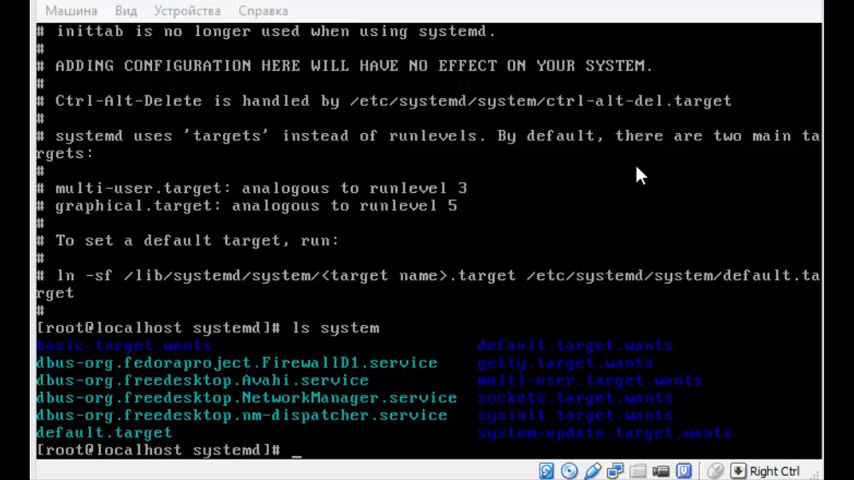 Машина Вид Устройства Справка
# inittab is no longer used when using systemd.
#
# ADDING CONFIGURATION HERE WILL HAVE NO EFFECT ON YOUR SYSTEM.
#
# Ctrl-Alt-Delete is handled by /etc/systemd/system/ctrl-alt-del.target
#
# systemd uses 'targets' instead of runlevels. By default, there are two main ta
rgets:
#
# multi-user.target: analogous to runlevel 3
# graphical.target: analogous to runlevel 5
#
# To set a default target, run:
#
# ln -sf /lib/systemd/system/<target name>.target /etc/systemd/system/default.ta
rget
#
[root@localhost systemd]# ls system
basic.target.wants default.target.wants
dbus-org.fedoraproject.FirewallD1.service getty.target.wants
dbus-org.freedesktop.Avahi.service multi-user.target.wants
dbus-org.freedesktop.NetworkManager.service sockets.target.wants
dbus-org.freedesktop.nm-dispatcher.service sysinit.target.wants
default.target system-update.target.wants
[root@localhost systemd]# _
Right Ctrl